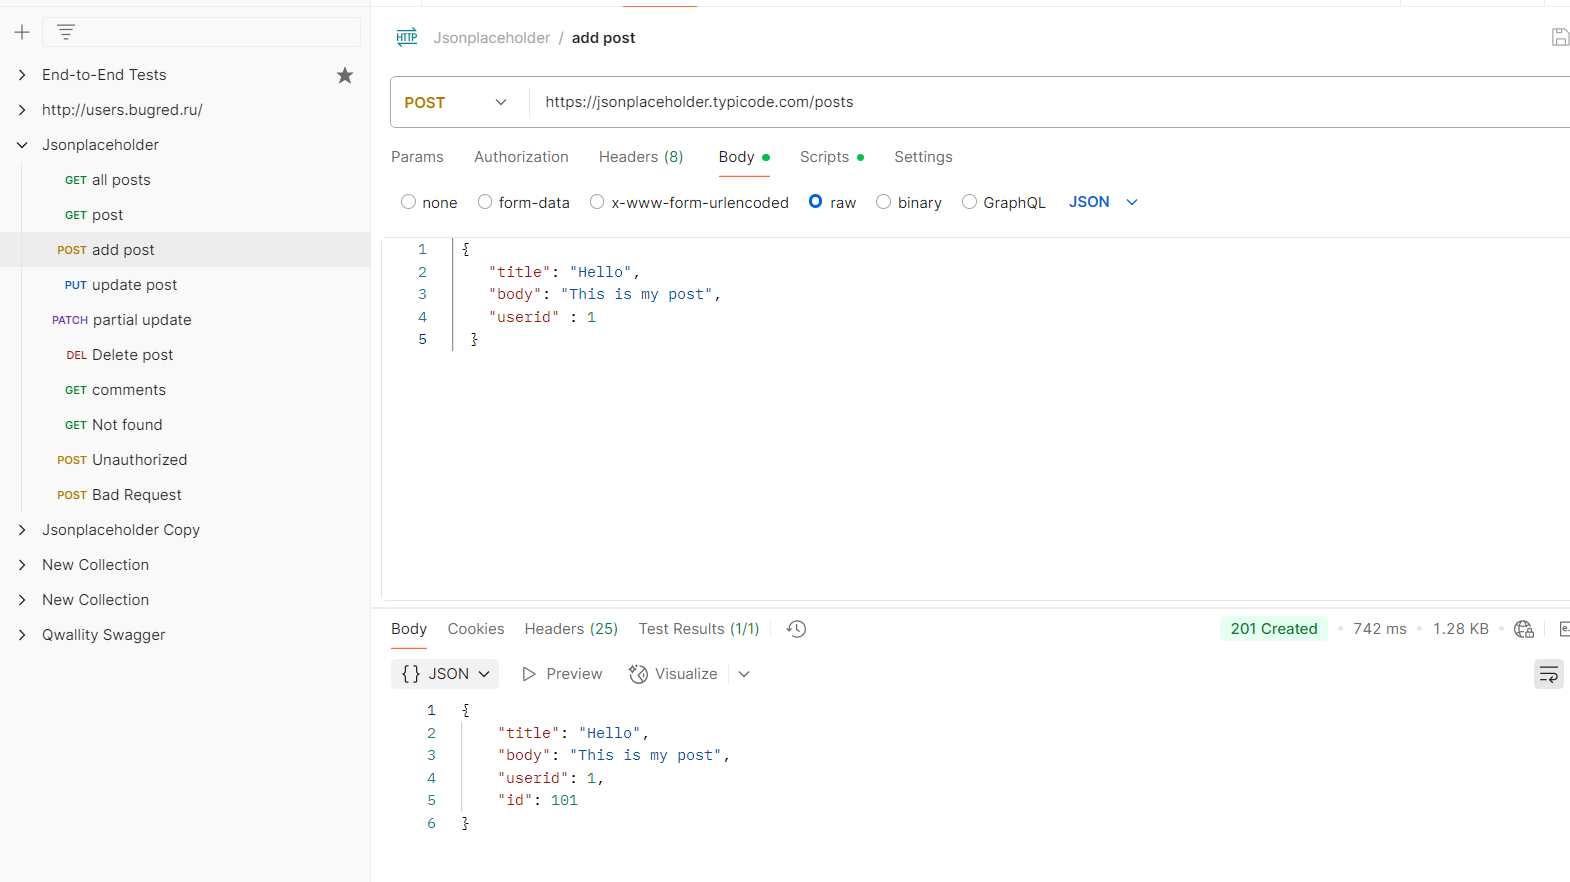 End-to-End Tests
http://users.bugred.ru/
Jsonplaceholder
GET all posts
GET post
POST add post
PUT update post
PATCH partial update
DEL Delete post
GET comments
GET Not found
POST Unauthorized
POST Bad Request
Jsonplaceholder Copy
New Collection
New Collection
Qwallity Swagger
HTTP Jsonplaceholder / add post
POST https://jsonplaceholder.typicode.com/posts
Params Authorization Headers (8) Body Scripts Settings
none form-data x-www-form-urlencoded raw binary GraphQL JSON
1 {
2 "title": "Hello",
3 "body": "This is my post",
4 "userid" : 1
5 }
Body Cookies Headers (25) Test Results (1/1) 201 Created • 742 ms • 1.28 KB •
{} JSON Preview Visualize
1 {
2 "title": "Hello",
3 "body": "This is my post",
4 "userid": 1,
5 "id": 101
6 }